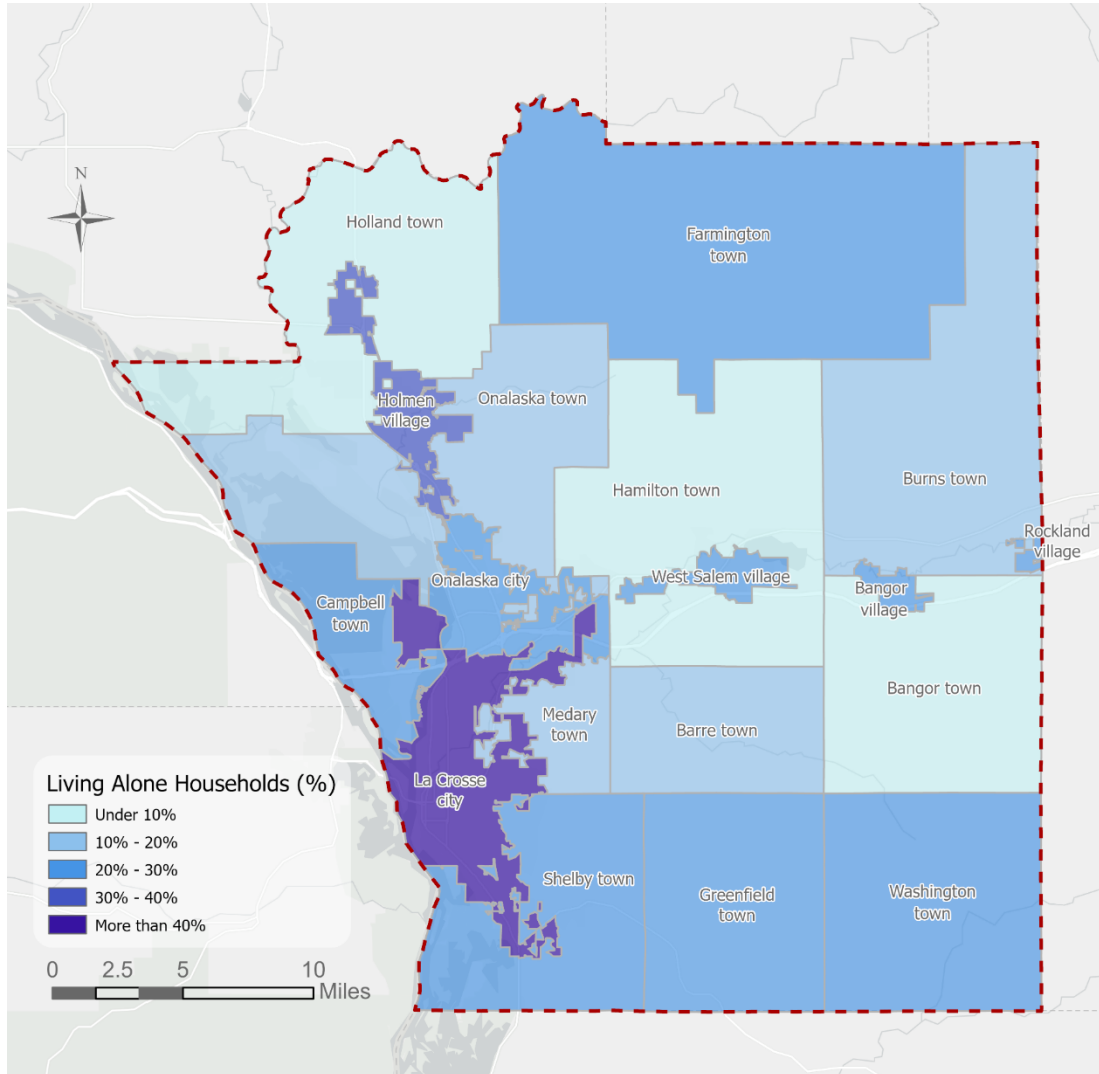 N
Holland town
Farmington
town
Holmen
village
Onalaska town
Hamilton town
Burns town
Rockland
village
Onalaska city
West Salem village
Bangor
village
Campbell
town
Bangor town
Medary
town
Barre town
La Crosse
city
Shelby town
Greenfield
town
Washington
town
Living Alone Households (%)
Under 10%
10% - 20%
20% - 30%
30% - 40%
More than 40%
0 2.5 5 10
Miles